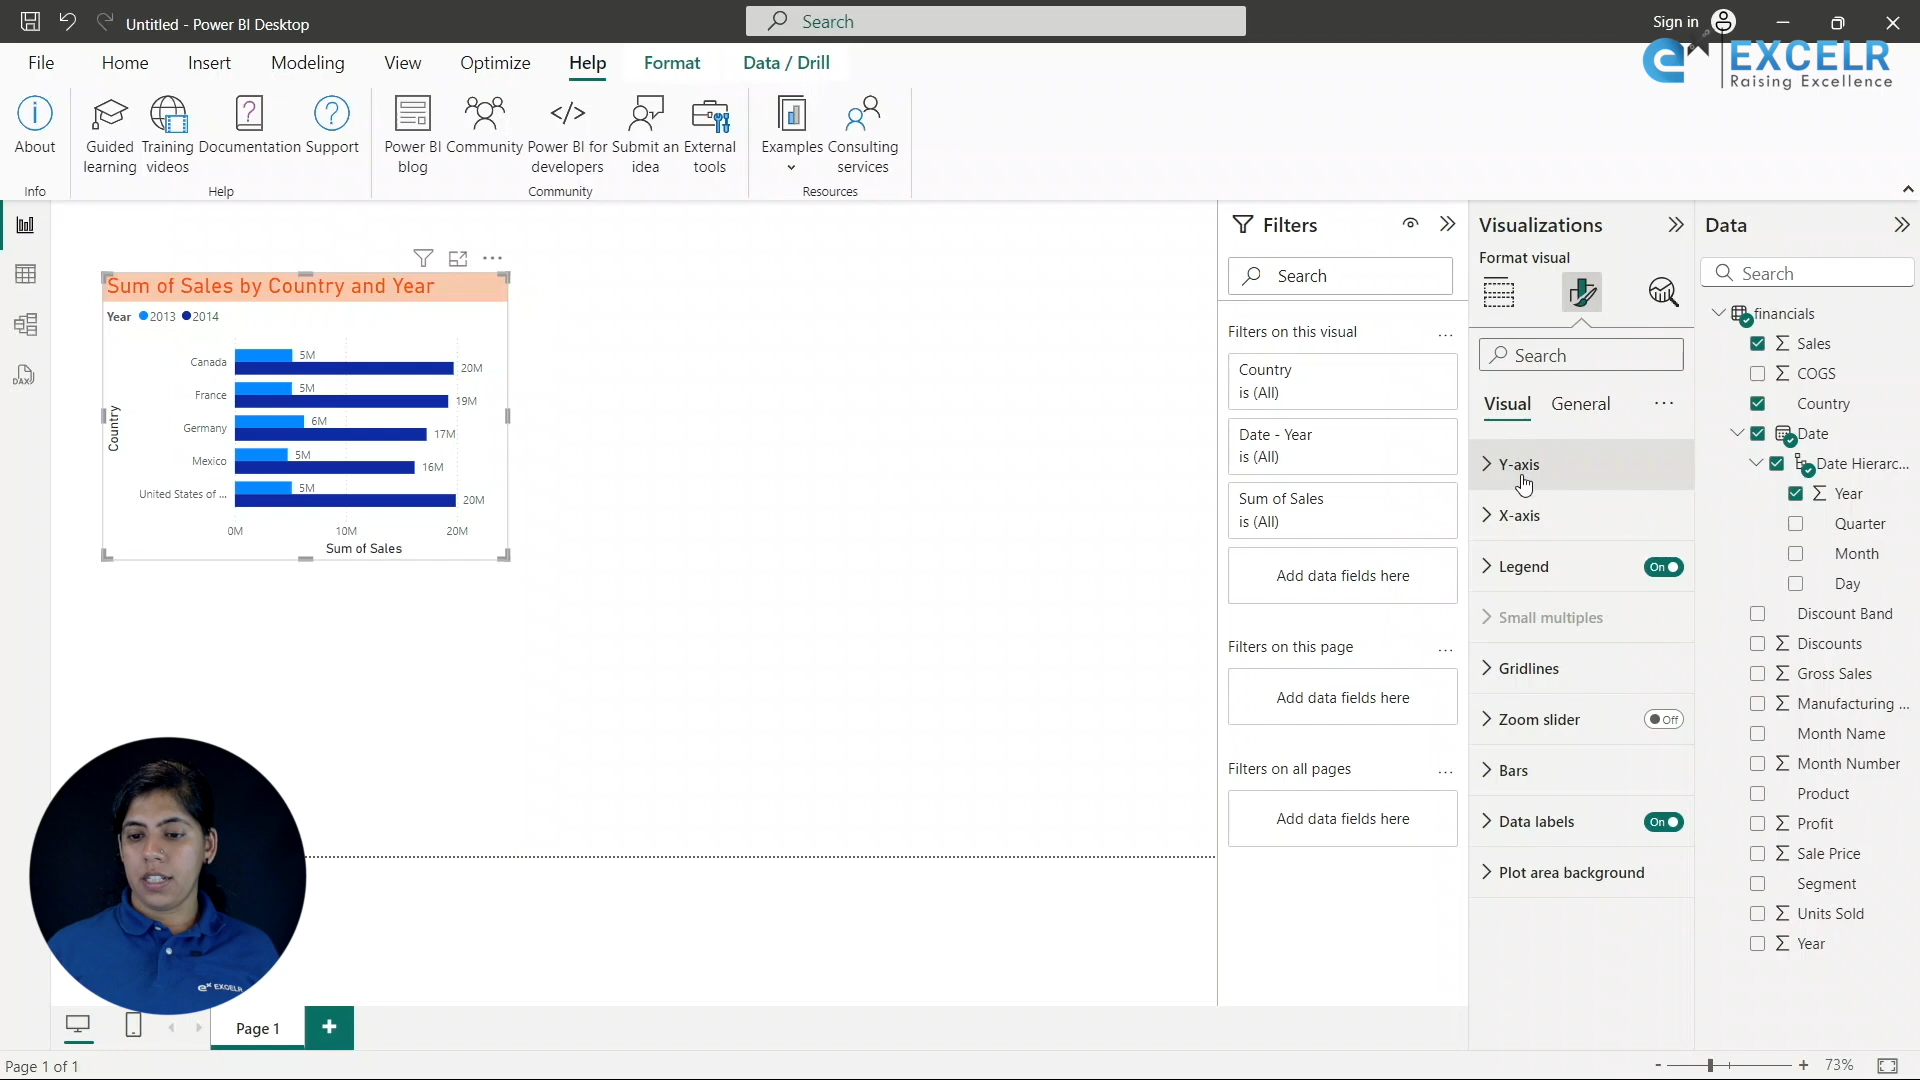 Untitled - Power BI Desktop
Search
Sign in
EXCELR
Raising Excellence
File
Home
Insert
Modeling
View
Optimize
Help
Format
Data / Drill
About
Guided learning
Training videos
Documentation
Support
Power BI blog
Community
Power BI for developers
Submit an idea
External tools
Examples
Consulting services
Info
Help
Community
Resources
Sum of Sales by Country and Year
Year 2013 2014
Canada 5M 20M
France 5M 19M
Germany 6M 17M
Mexico 5M 16M
United States of ... 5M 20M
Country
0M 10M 20M
Sum of Sales
Filters
Search
Filters on this visual ...
Country
is (All)
Date - Year
is (All)
Sum of Sales
is (All)
Add data fields here
Filters on this page ...
Add data fields here
Filters on all pages ...
Add data fields here
Visualizations
Format visual
Search
Visual General ...
Y-axis
X-axis
Legend On
Small multiples
Gridlines
Zoom slider Off
Bars
Data labels On
Plot area background
Data
Search
financials
Sales
COGS
Country
Date
Date Hierarc...
Year
Quarter
Month
Day
Discount Band
Discounts
Gross Sales
Manufacturing ...
Month Name
Month Number
Product
Profit
Sale Price
Segment
Units Sold
Year
DAX
EXCELR
Page 1
Page 1 of 1
- + 73%